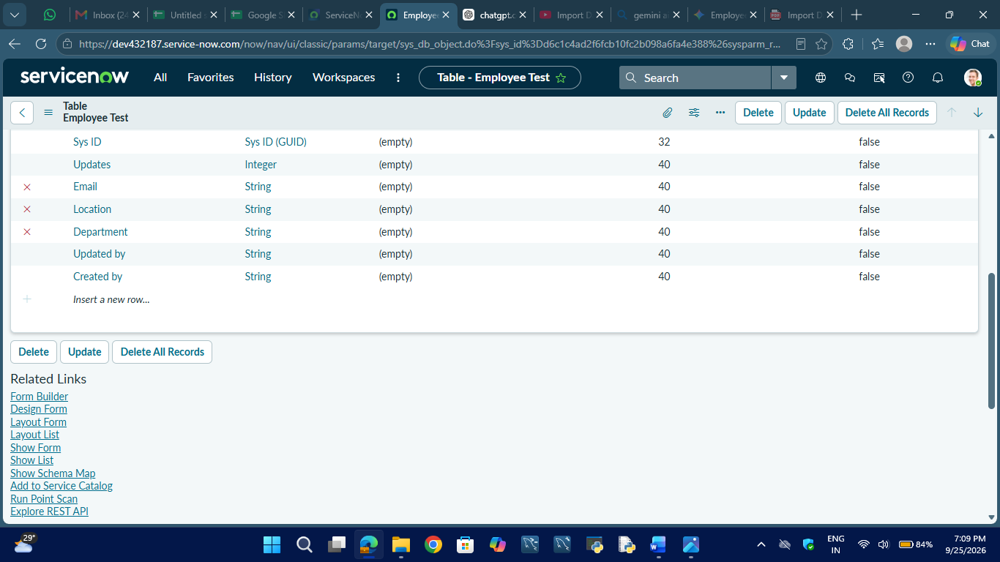 Inbox (24
Untitled s
Google S
ServiceNo
Employee
chatgpt.c
Import D
gemini a
Employee
Import D
https://dev432187.service-now.com/now/nav/ui/classic/params/target/sys_db_object.do%3Fsys_id%3Dd6c1c4ad2f6fcb10fc2b098a6fa4e388%26sysparm_r...
Chat
servicenow
All Favorites History Workspaces
Table - Employee Test
Search
Table
Employee Test
Delete Update Delete All Records
Sys ID Sys ID (GUID) (empty) 32 false
Updates Integer (empty) 40 false
Email String (empty) 40 false
Location String (empty) 40 false
Department String (empty) 40 false
Updated by String (empty) 40 false
Created by String (empty) 40 false
Insert a new row...
Delete Update Delete All Records
Related Links
Form Builder
Design Form
Layout Form
Layout List
Show Form
Show List
Show Schema Map
Add to Service Catalog
Run Point Scan
Explore REST API
29°
ENG
IN
84%
7:09 PM
9/25/2026